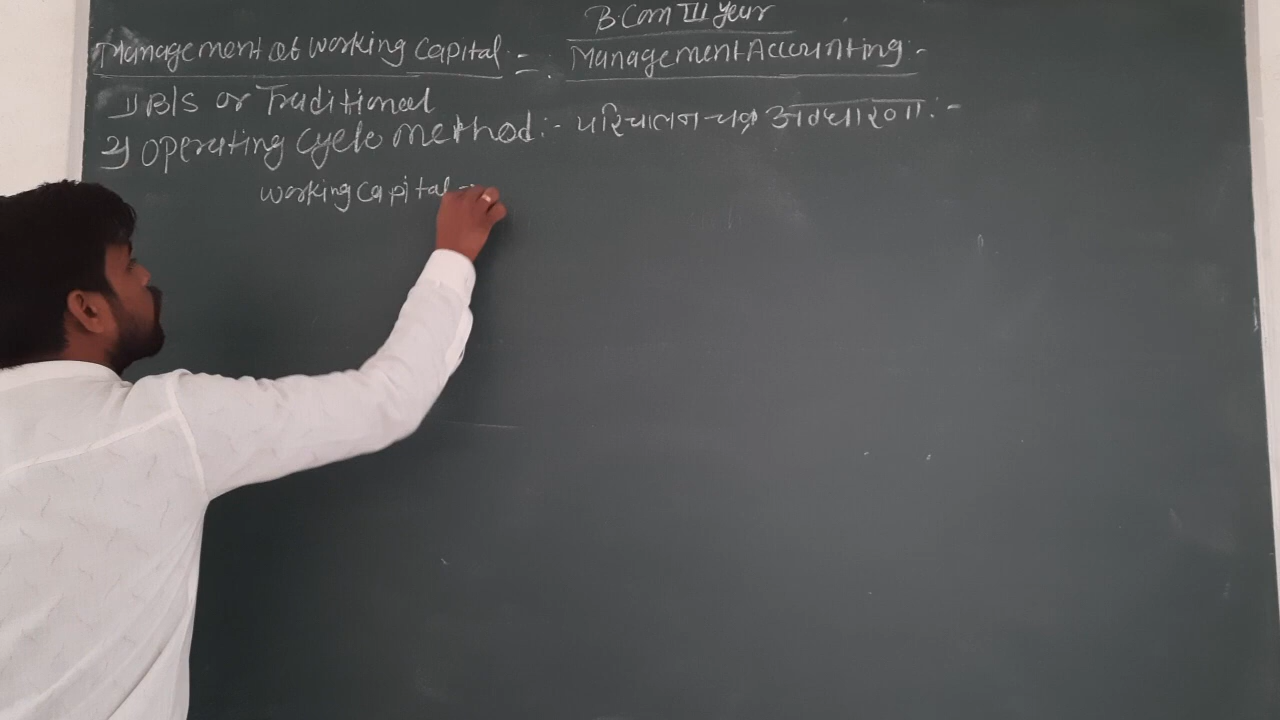 B.Com III Year
Management of Working Capital :- Management Accounting :-
1) B/S or Traditional
2) Operating Cycle Method :- परिचालन चक्र अवधारणा :-
Working Capital =